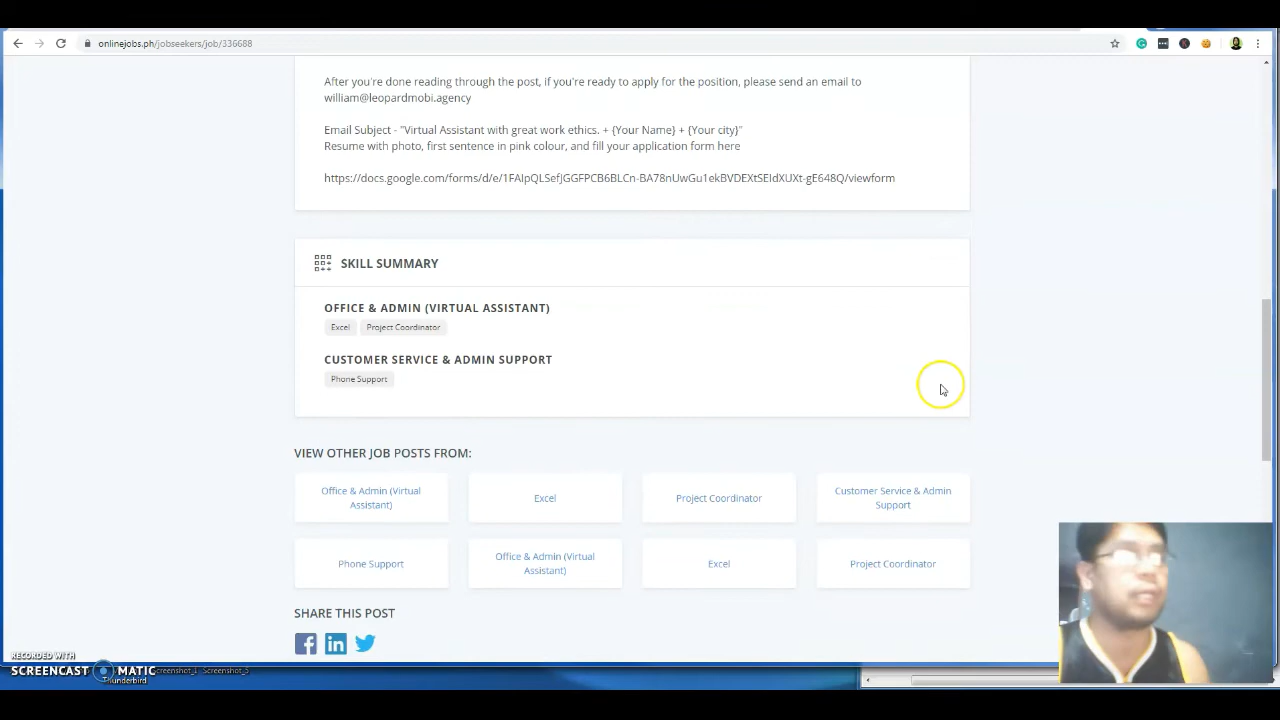 onlinejobs.ph/jobseekers/job/336688
After you're done reading through the post, if you're ready to apply for the position, please send an email to
william@leopardmobi.agency
Email Subject - "Virtual Assistant with great work ethics. + {Your Name} + {Your city}"
Resume with photo, first sentence in pink colour, and fill your application form here
https://docs.google.com/forms/d/e/1FAIpQLSefJGGFPCB6BLCn-BA78nUwGu1ekBVDEXtSEIdXUXt-gE648Q/viewform
SKILL SUMMARY
OFFICE & ADMIN (VIRTUAL ASSISTANT)
Excel Project Coordinator
CUSTOMER SERVICE & ADMIN SUPPORT
Phone Support
VIEW OTHER JOB POSTS FROM:
Office & Admin (Virtual
Assistant)
Excel
Project Coordinator
Customer Service & Admin
Support
Phone Support
Office & Admin (Virtual
Assistant)
Excel
Project Coordinator
SHARE THIS POST
RECORDED WITH
SCREENCAST MATIC
Screenshot_1 Screenshot_5
Thunderbird